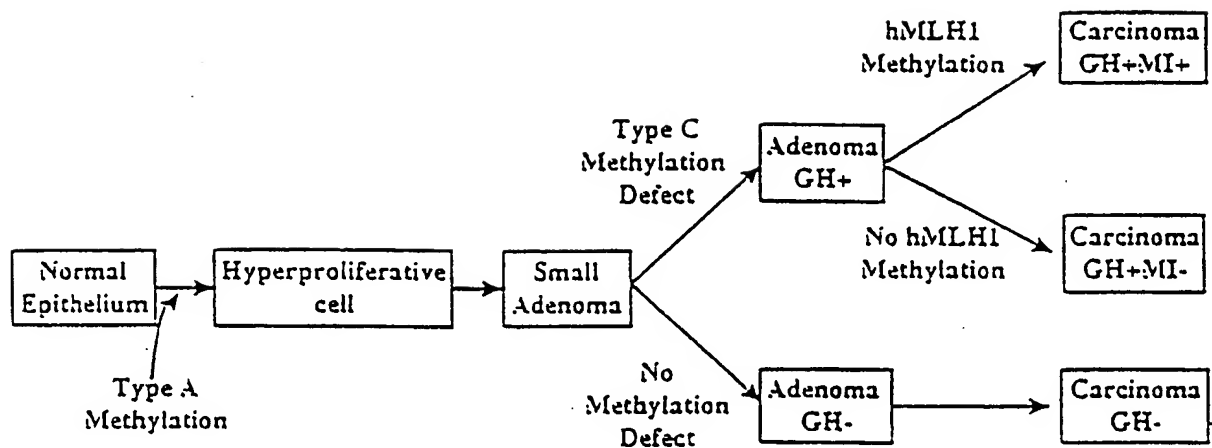 hMLH1
Methylation
Carcinoma
GH+MI+
Type C
Methylation
Defect
Adenoma
GH+
No hMLH1
Methylation
Carcinoma
GH+MI-
Normal
Epithelium
Hyperproliferative
cell
Small
Adenoma
Type A
Methylation
No
Methylation
Defect
Adenoma
GH-
Carcinoma
GH-